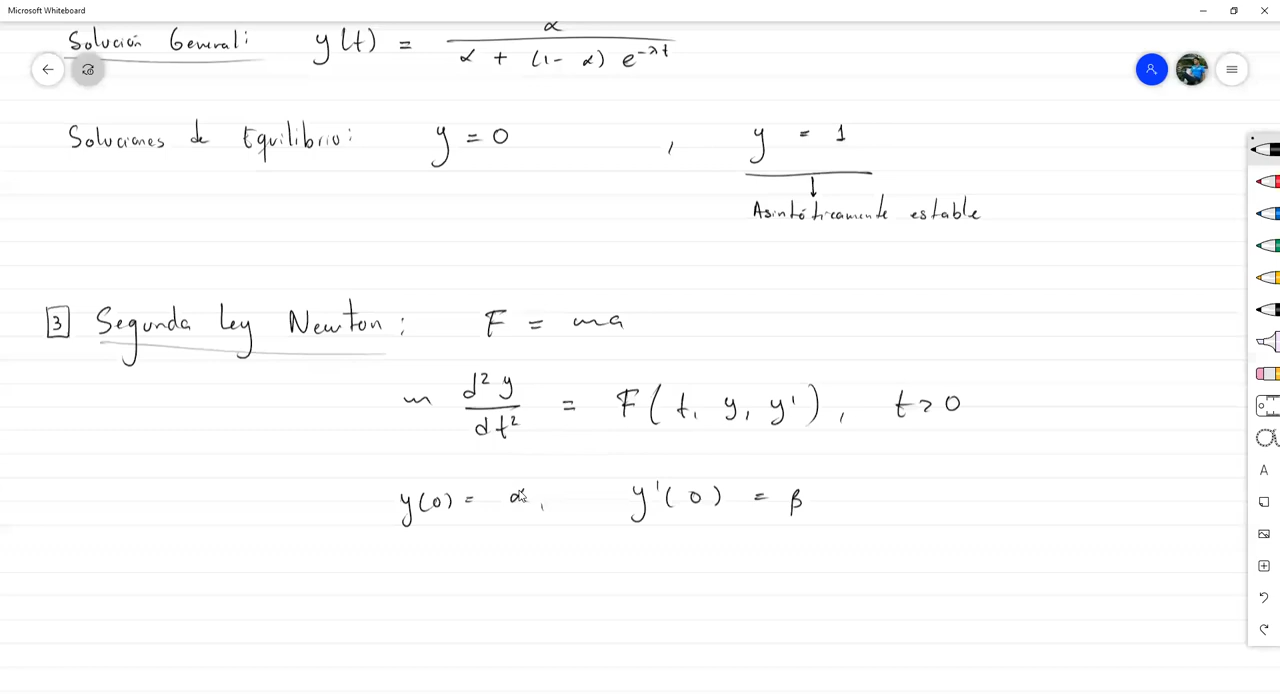 Microsoft Whiteboard
Solución General: y(t) = α / (α + (1 - α) e^{-λt})
Soluciones de Equilibrio: y = 0 , y = 1
Asintóticamente estable
3 Segunda Ley Newton: F = ma
m d²y/dt² = F(t, y, y'), t > 0
y(0) = α, y'(0) = β
A